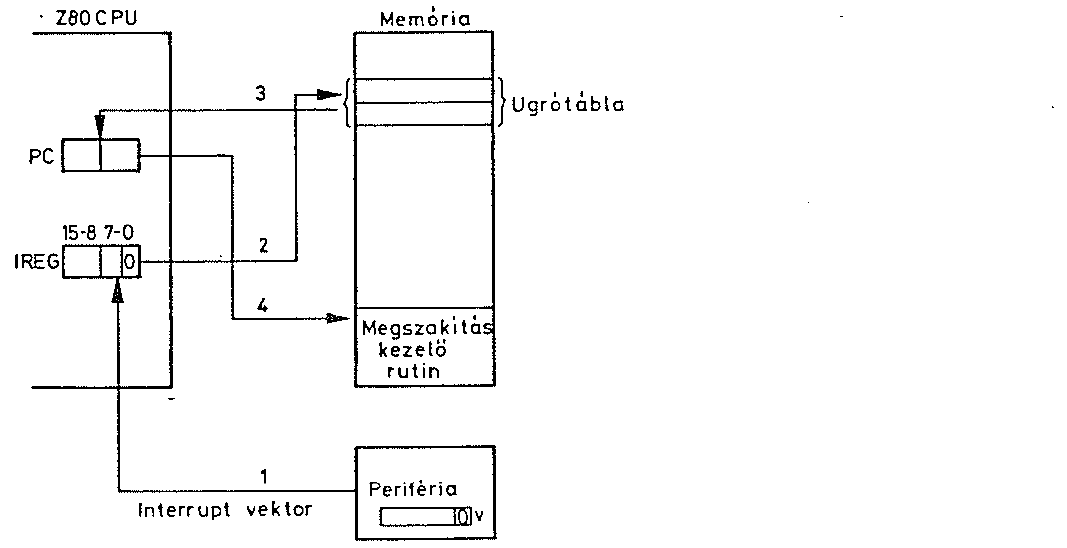 Z80 CPU
Memória
3
Ugrótábla
PC
15-8 7-0
IREG
0
2
4
Megszakítás
kezelő
rutin
1
Interrupt vektor
Periféria
0 v